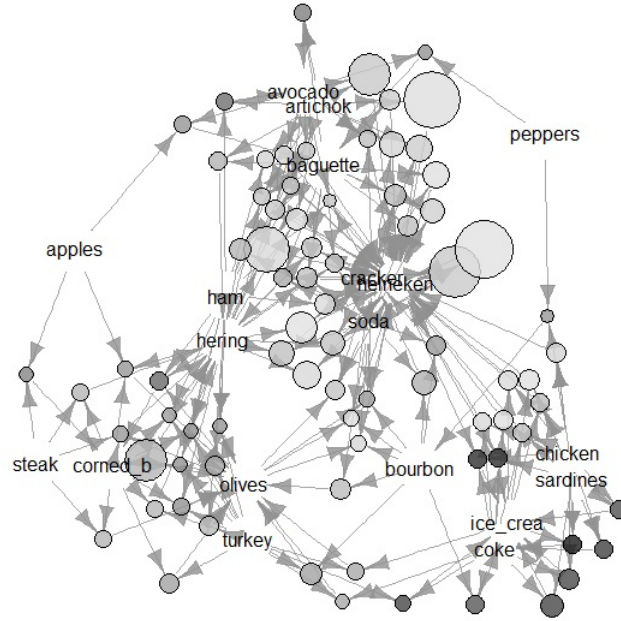 avocado
artichok
peppers
baguette
apples
cracker
heineken
ham
soda
hering
steak
corned_b
bourbon
chicken
olives
sardines
ice_crea
turkey
coke